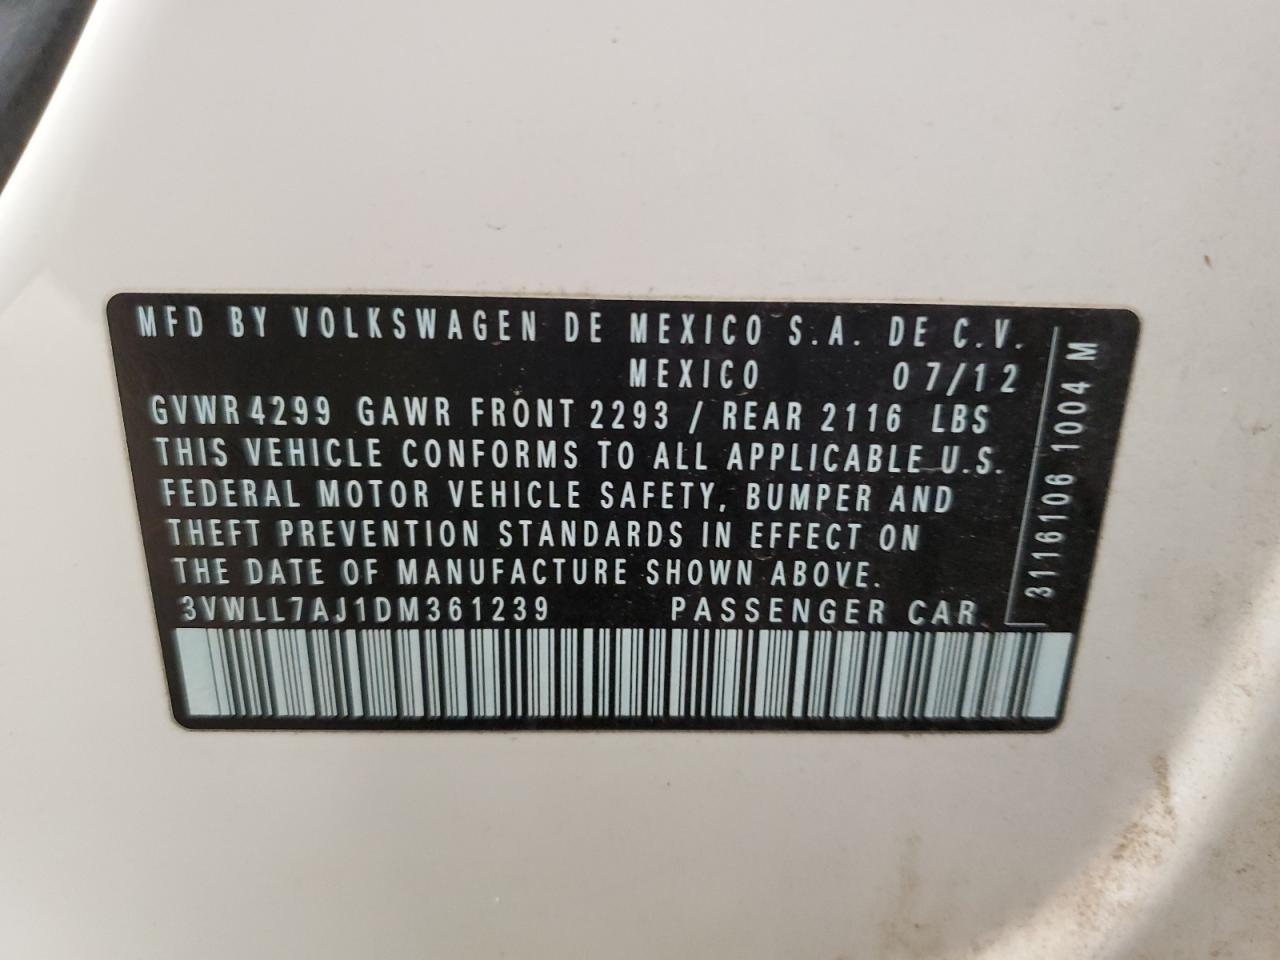 MFD BY VOLKSWAGEN DE MEXICO S.A. DE C.V.
MEXICO 07/12
GVWR 4299 GAWR FRONT 2293 / REAR 2116 LBS
THIS VEHICLE CONFORMS TO ALL APPLICABLE U.S.
FEDERAL MOTOR VEHICLE SAFETY, BUMPER AND
THEFT PREVENTION STANDARDS IN EFFECT ON
THE DATE OF MANUFACTURE SHOWN ABOVE.
3VWLL7AJ1DM361239 PASSENGER CAR
3116106 1004 M